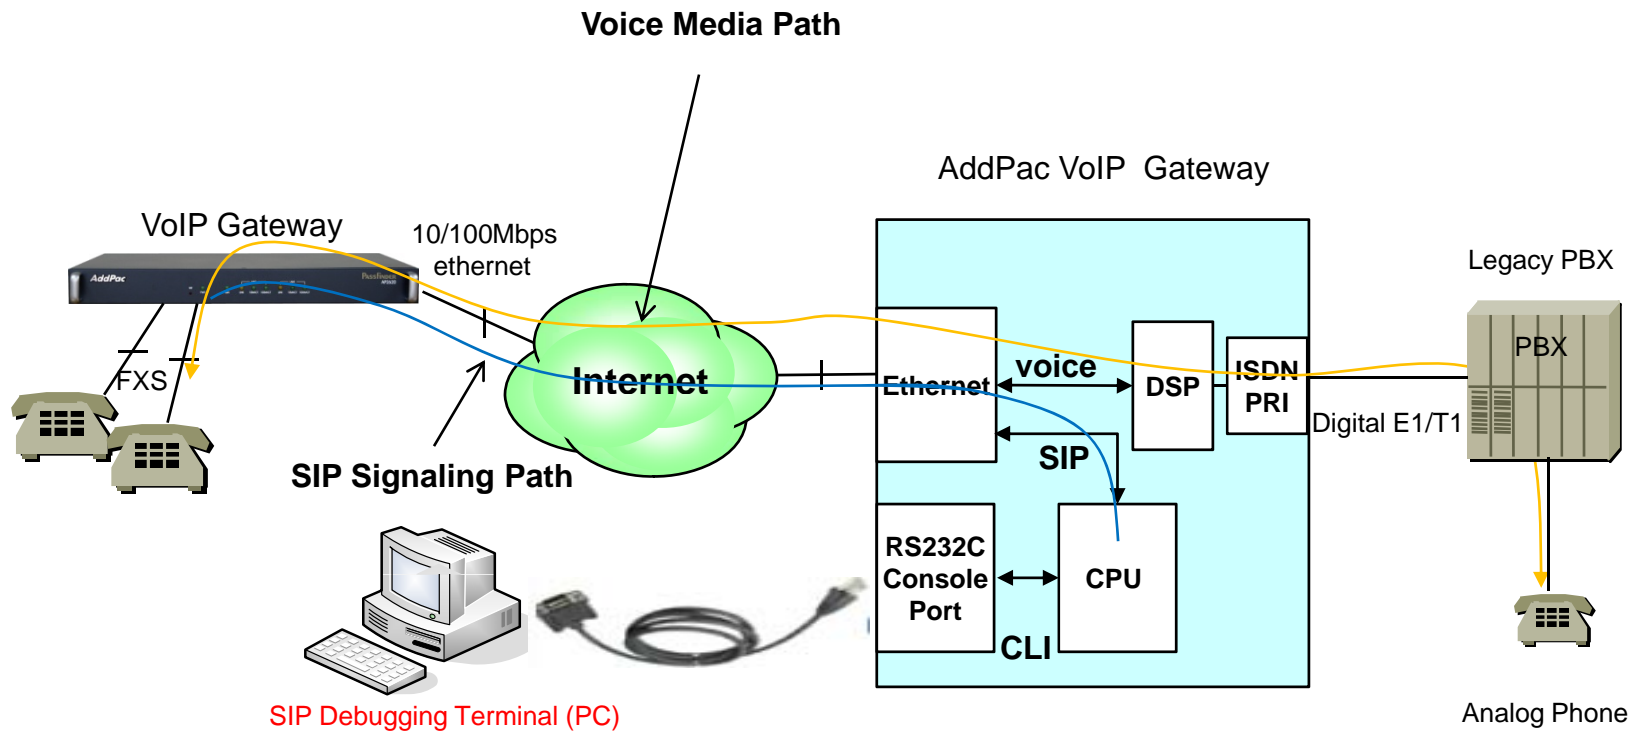 Voice Media Path
AddPac VoIP  Gateway
VoIP Gateway
10/100Mbps
ethernet
AddPac
Legacy PBX
PBX
FXS
Internet
Ethernet
voice
DSP
ISDN
PRI
Digital E1/T1
SIP
SIP Signaling Path
RS232C
Console
Port
CPU
CLI
SIP Debugging Terminal (PC)
Analog Phone